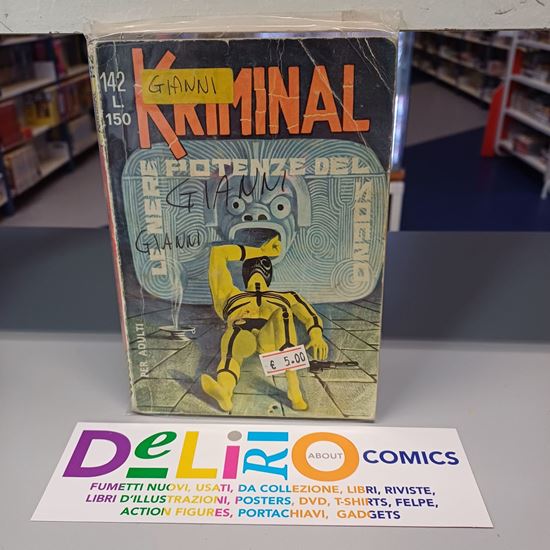 142
L.
150
GIANNI
KRIMINAL
LE NERE POTENZE DEL
GIANNI
GIANNI
PER ADULTI
€ 5.00
DELiRiO ABOUT COMICS
FUMETTI NUOVI, USATI, DA COLLEZIONE, LIBRI, RIVISTE,
LIBRI D'ILLUSTRAZIONI, POSTERS, DVD, T-SHIRTS, FELPE,
ACTION FIGURES, PORTACHIAVI, GADGETS